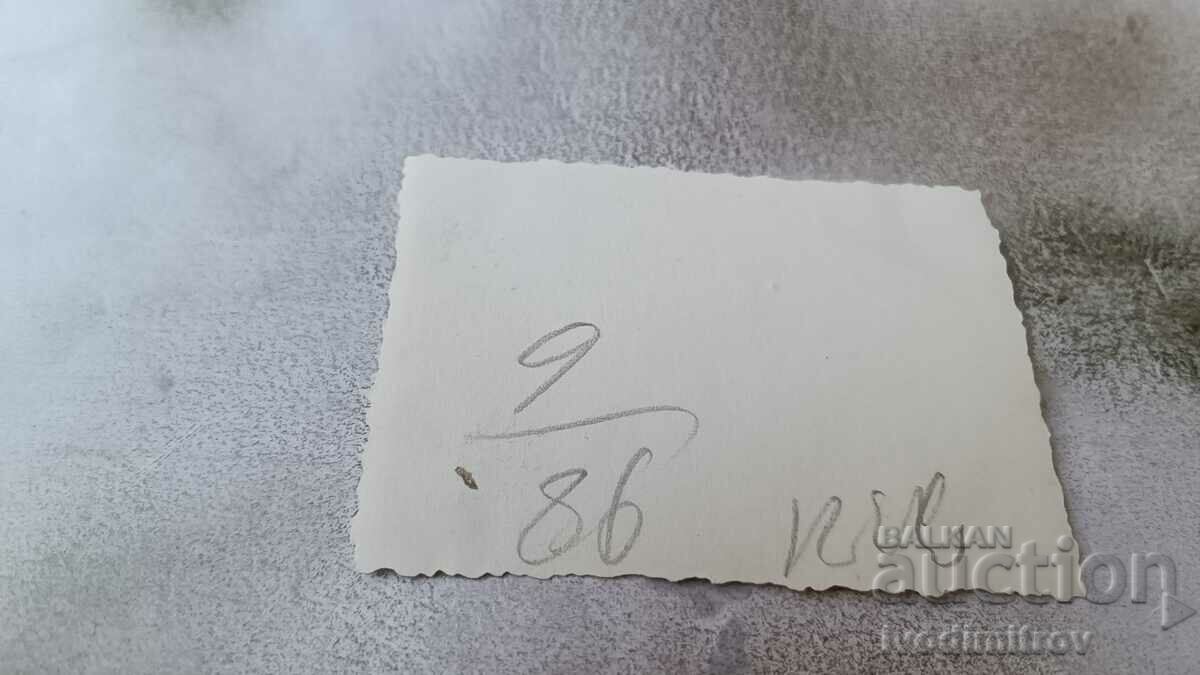 9
86
BALKAN
auction
ivodimitrov